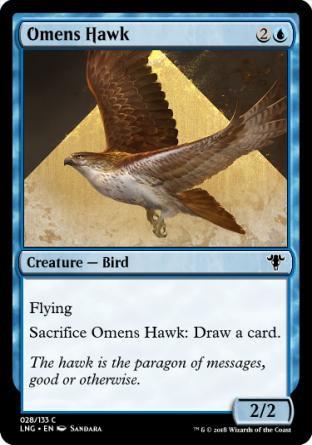 Omens Hawk 2
Creature — Bird
Flying
Sacrifice Omens Hawk: Draw a card.
The hawk is the paragon of messages,
good or otherwise.
2/2
028/133 C
LNG • EN SANDARA
™ & © 2018 Wizards of the Coast